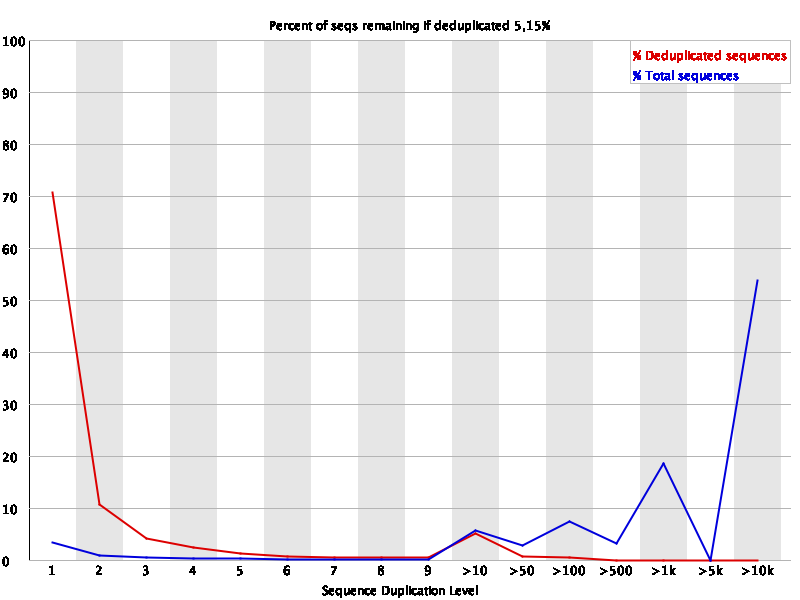 Percent of seqs remaining if deduplicated 5,15%
% Deduplicated sequences
% Total sequences
100
90
80
70
60
50
40
30
20
10
0
1 2 3 4 5 6 7 8 9 >10 >50 >100 >500 >1k >5k >10k
Sequence Duplication Level